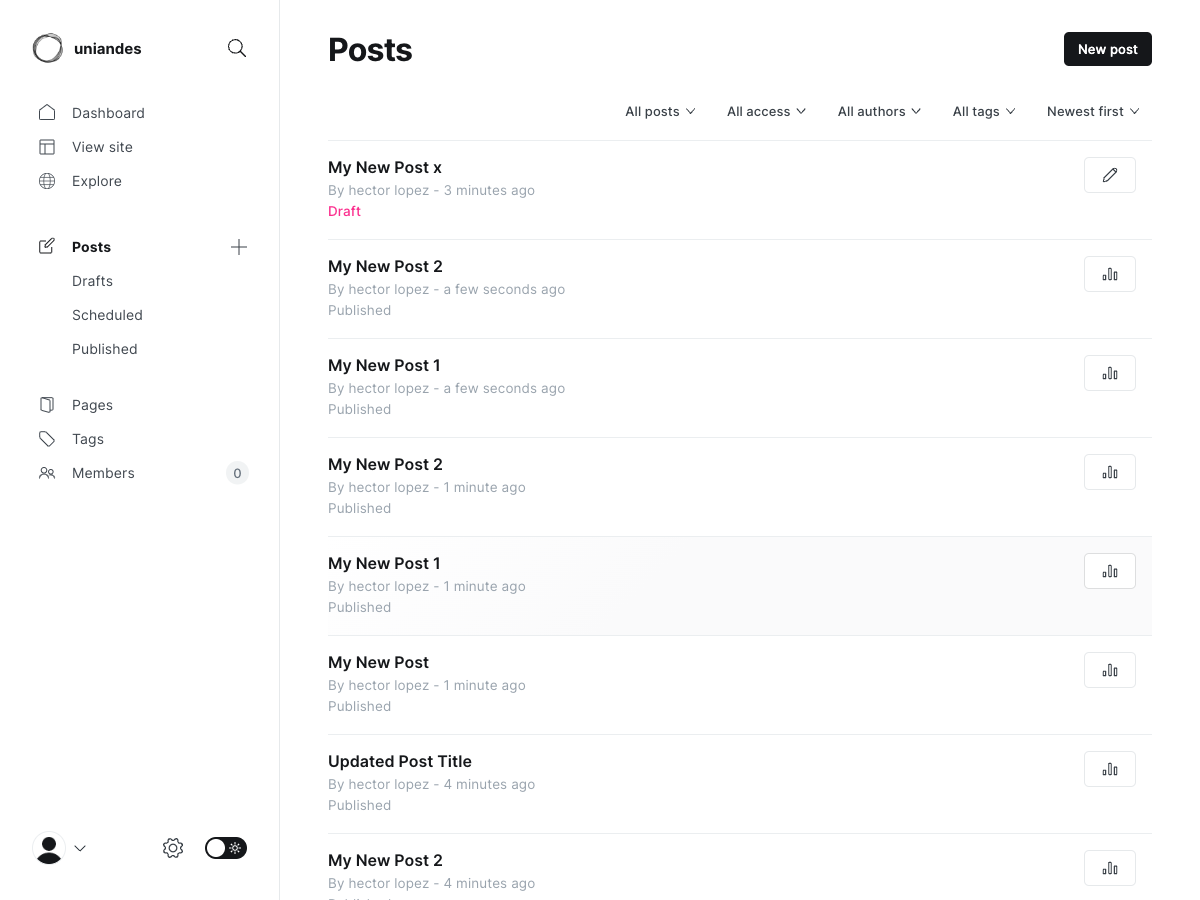 uniandes
Dashboard
View site
Explore
Posts
Drafts
Scheduled
Published
Pages
Tags
Members 0
Posts
New post
All posts All access All authors All tags Newest first
My New Post x
By hector lopez - 3 minutes ago
Draft
My New Post 2
By hector lopez - a few seconds ago
Published
My New Post 1
By hector lopez - a few seconds ago
Published
My New Post 2
By hector lopez - 1 minute ago
Published
My New Post 1
By hector lopez - 1 minute ago
Published
My New Post
By hector lopez - 1 minute ago
Published
Updated Post Title
By hector lopez - 4 minutes ago
Published
My New Post 2
By hector lopez - 4 minutes ago